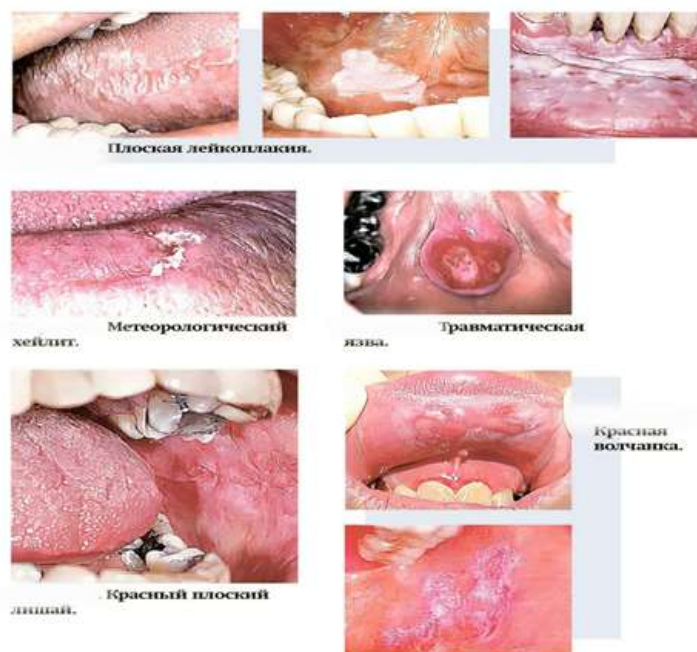 Плоская лейкоплакия.
Метеорологический
хейлит.
Травматическая
язва.
Красная
волчанка.
. Красный плоский
лишай.